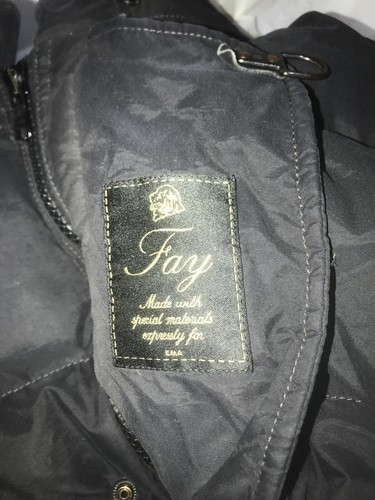 Fay
Made with
special materials
expressly for